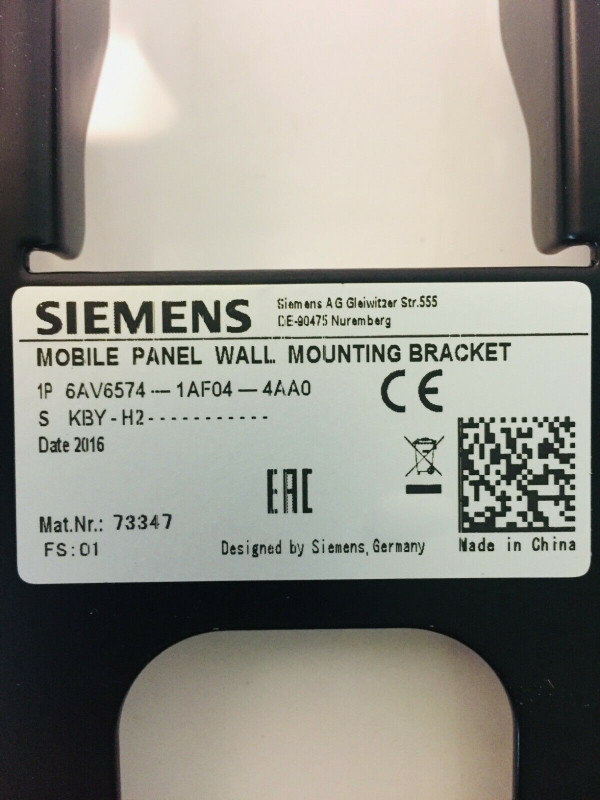 SIEMENS
Siemens AG Gleiwitzer Str.555
DE-90475 Nuremberg
MOBILE PANEL WALL MOUNTING BRACKET
1P 6AV6574 --- 1AF04 — 4AA0
S KBY - H2 - - - - - - - - - - -
Date 2016
CE
EAC
Mat.Nr.: 73347
FS:01
Designed by Siemens, Germany
Made in China